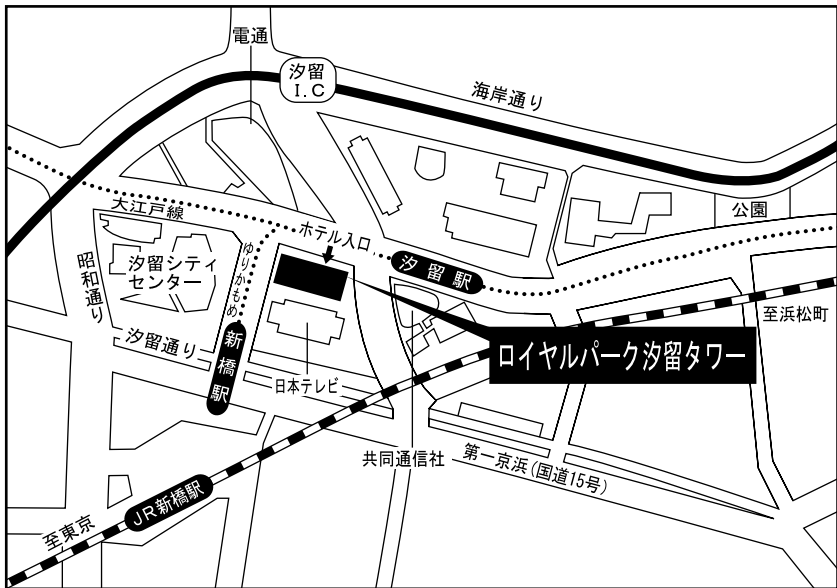 電通
汐留
I.C
海岸通り
大江戸線
公園
ホテル入口
汐留シティ
センター
ゆりかもめ
汐留駅
昭和通り
至浜松町
汐留通り
新橋駅
ロイヤルパーク汐留タワー
日本テレビ
共同通信社
第一京浜(国道15号)
JR新橋駅
至東京